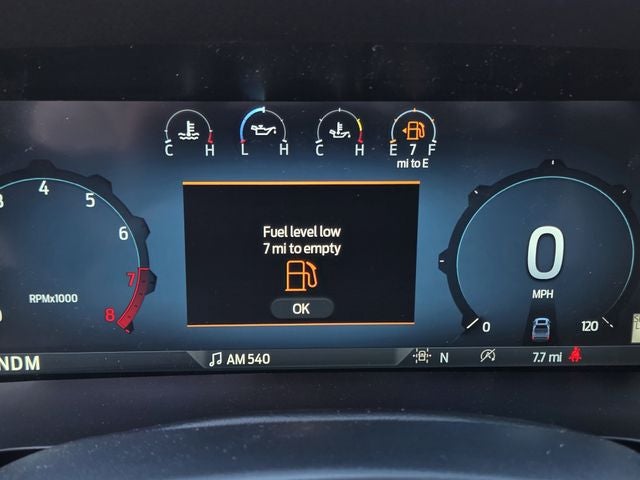 C H L H C H E 7 F
mi to E
3 4 5 6 7 8
RPMx1000
Fuel level low
7 mi to empty
OK
0
MPH
0 120
NDM
AM 540
N
7.7 mi